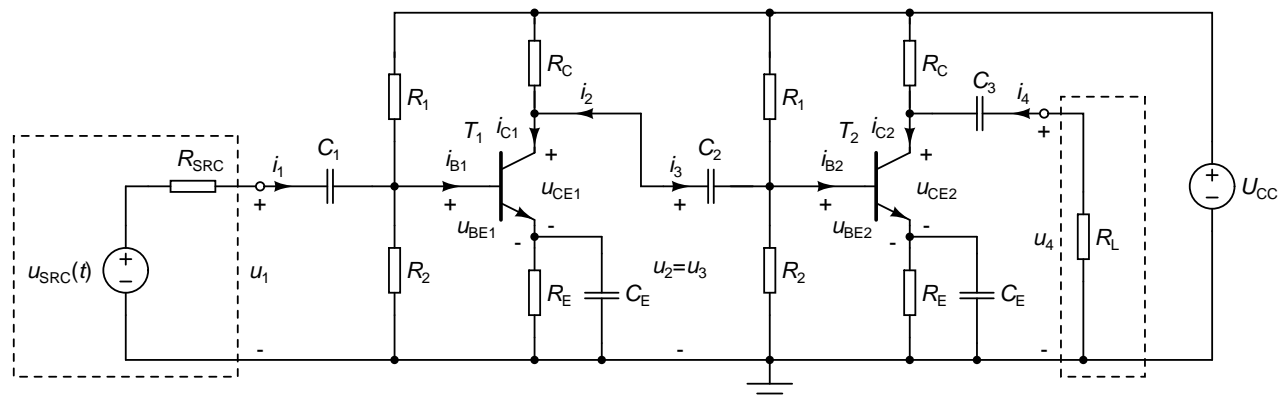 R_C
R_C
C_3
i_4
R_1
i_2
R_1
+
T_1
i_C1
T_2
i_C2
R_SRC
i_1
C_1
i_B1
+
i_3
C_2
i_B2
+
+
+
u_CE1
+
+
u_CE2
+
-
U_CC
u_BE1
-
u_BE2
-
-
-
u_SRC(t)
+
-
u_1
R_2
R_E
C_E
u_2=u_3
R_2
R_E
C_E
u_4
R_L
-
-
-